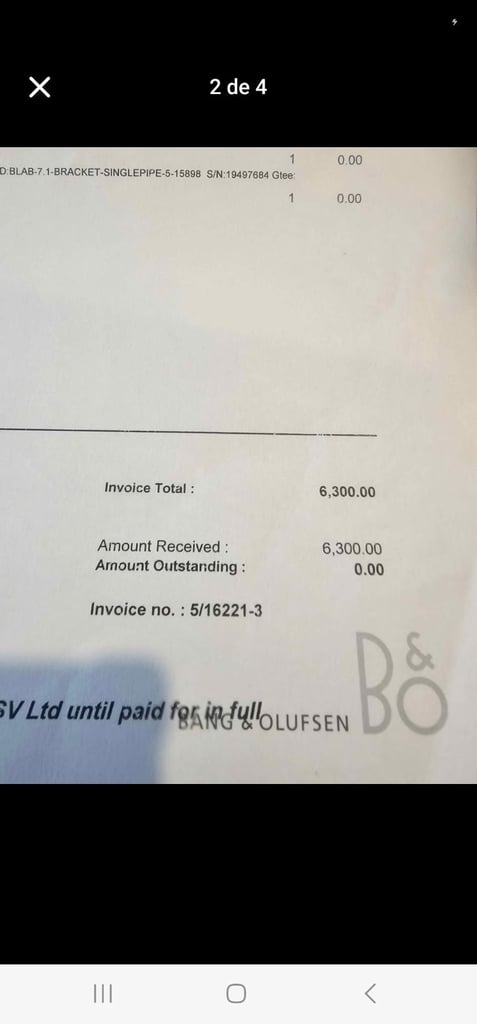 2 de 4
1 0.00
D:BLAB-7.1-BRACKET-SINGLEPIPE-5-15898 S/N:19497684 Gtee:
1 0.00
Invoice Total : 6,300.00
Amount Received : 6,300.00
Amount Outstanding : 0.00
Invoice no. : 5/16221-3
SV Ltd until paid for in full
BANG & OLUFSEN
B&O